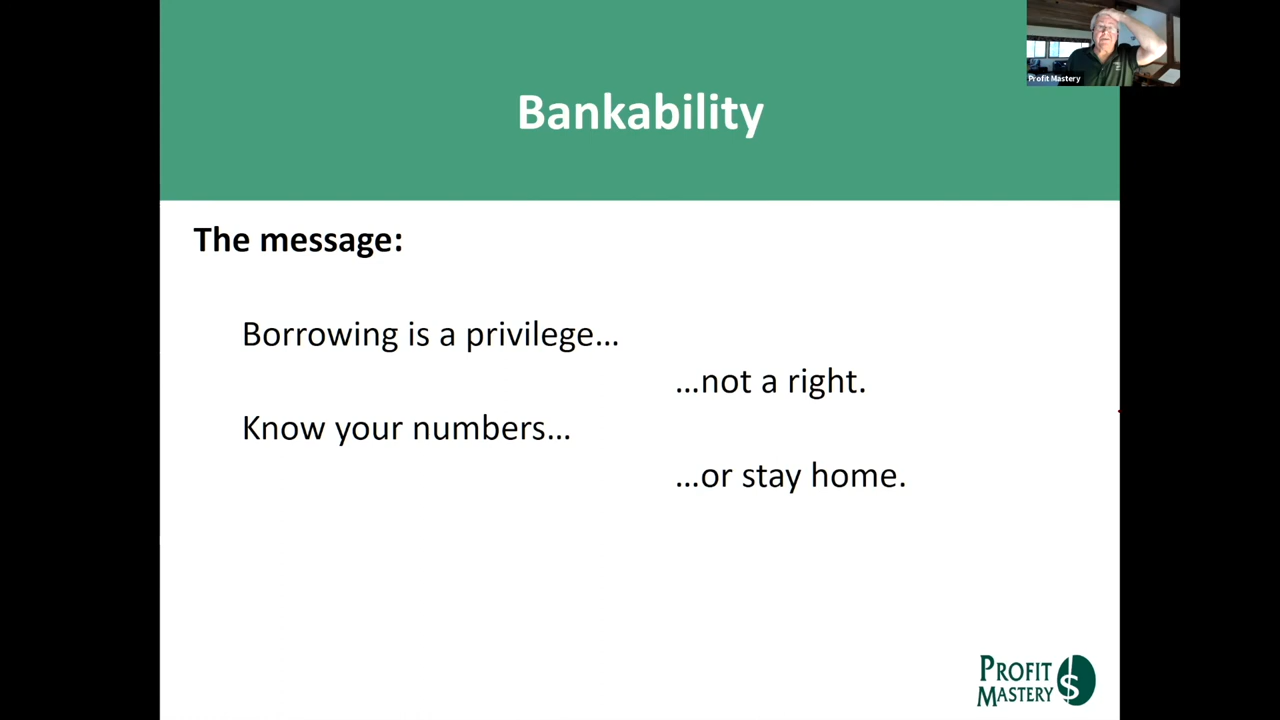 Profit Mastery
Bankability
The message:
Borrowing is a privilege…
…not a right.
Know your numbers…
…or stay home.
PROFIT
MASTERY
$